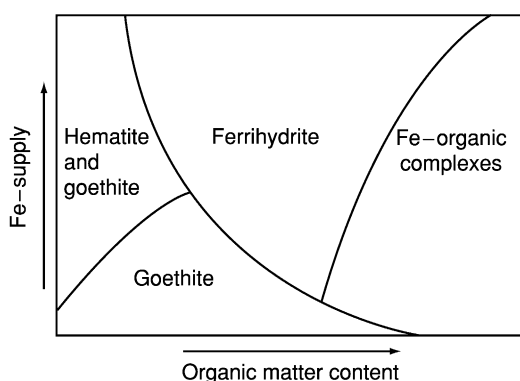 Fe–supply
Hematite
and
goethite
Ferrihydrite
Fe–organic
complexes
Goethite
Organic matter content